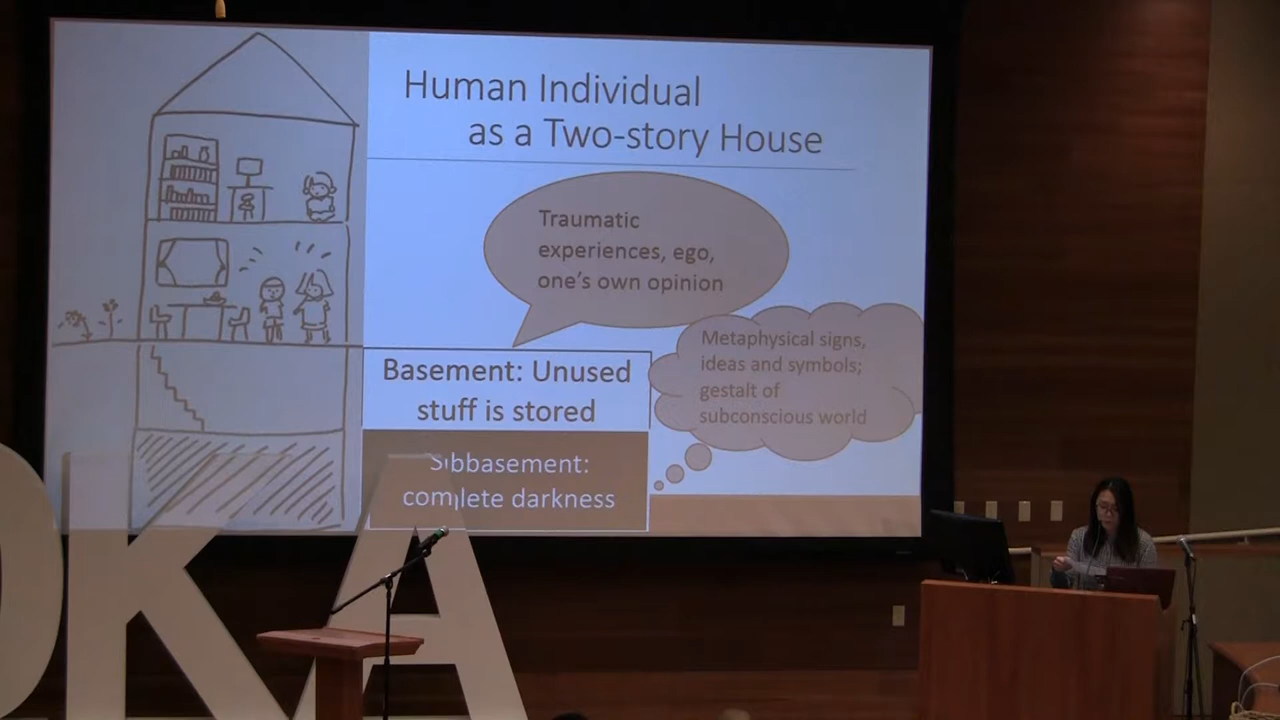 Human Individual
as a Two-story House
Traumatic
experiences, ego,
one's own opinion
Metaphysical signs,
ideas and symbols;
gestalt of
subconscious world
Basement: Unused
stuff is stored
Subbasement:
complete darkness
OKA